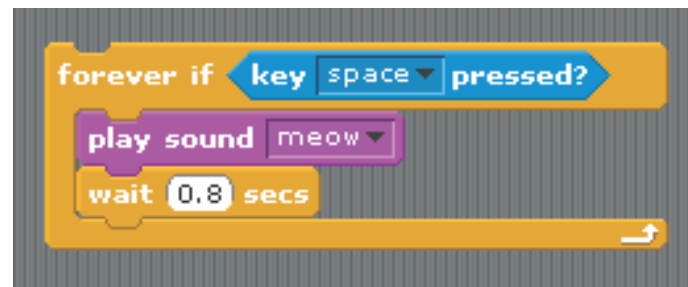 forever if key space pressed?
play sound meow
wait 0.8 secs